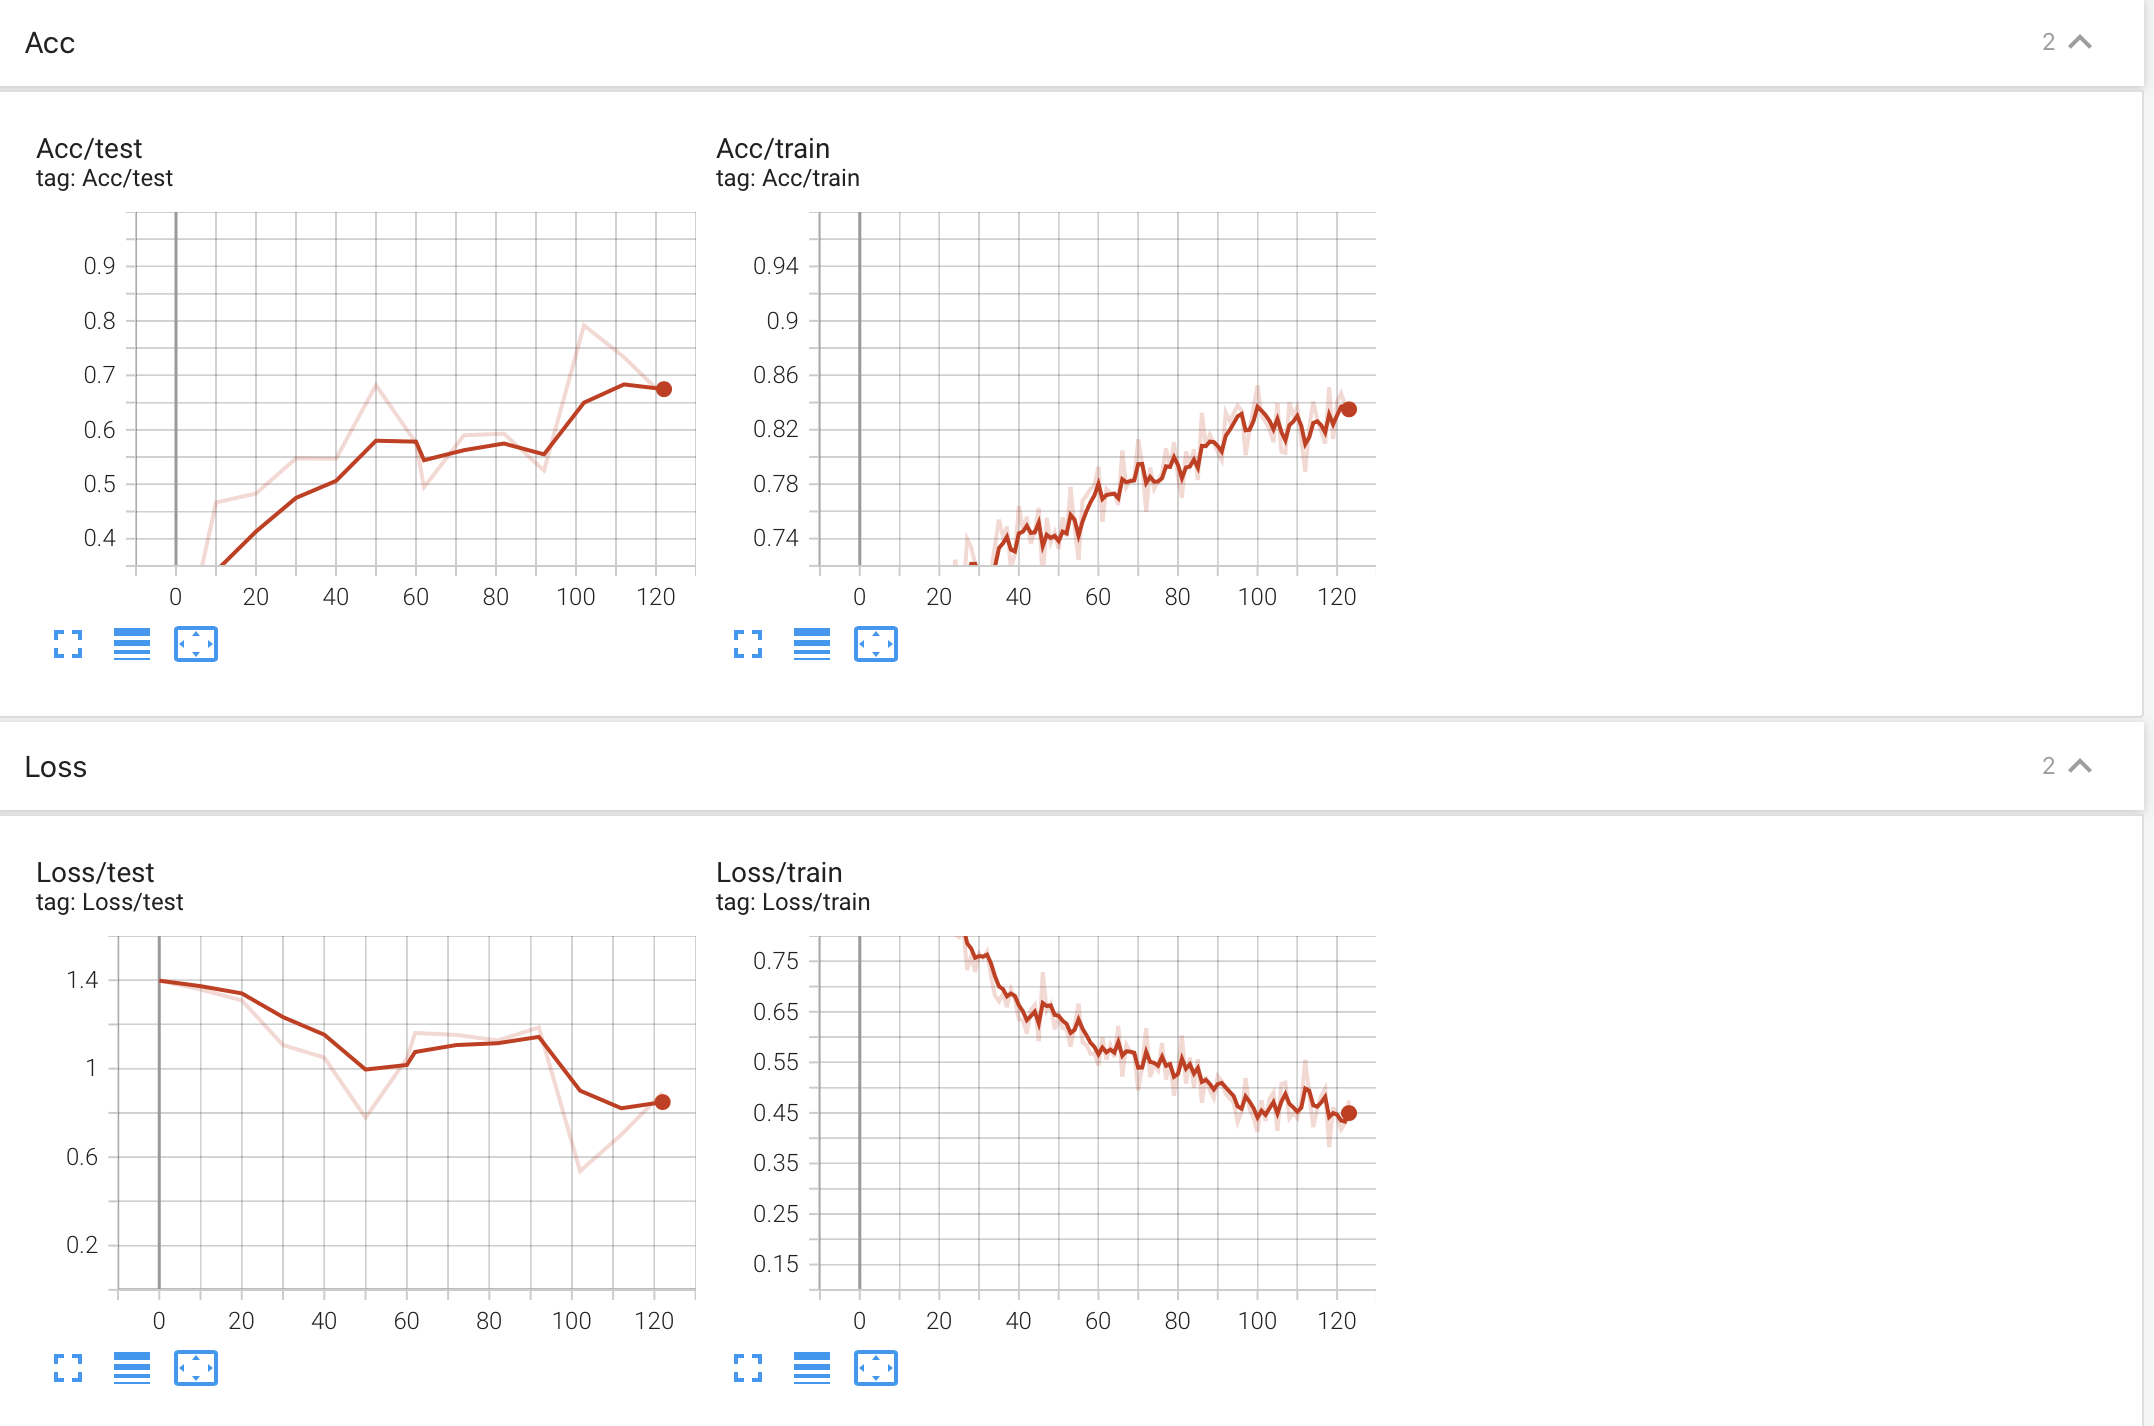 Acc
2
Acc/test
tag: Acc/test
0.9
0.8
0.7
0.6
0.5
0.4
0 20 40 60 80 100 120
Acc/train
tag: Acc/train
0.94
0.9
0.86
0.82
0.78
0.74
0 20 40 60 80 100 120
Loss
2
Loss/test
tag: Loss/test
1.4
1
0.6
0.2
0 20 40 60 80 100 120
Loss/train
tag: Loss/train
0.75
0.65
0.55
0.45
0.35
0.25
0.15
0 20 40 60 80 100 120